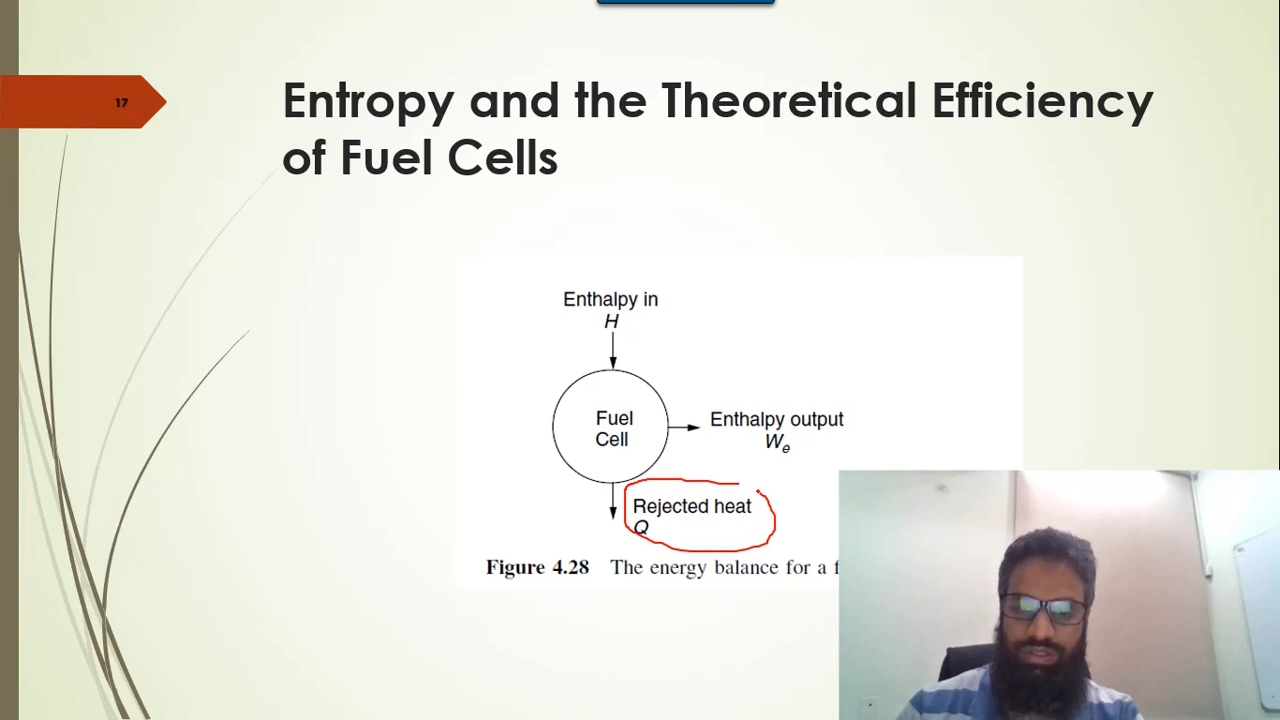 17
Entropy and the Theoretical Efficiency
of Fuel Cells
Enthalpy in
H
Fuel
Cell
Enthalpy output
We
Rejected heat
Q
Figure 4.28 The energy balance for a